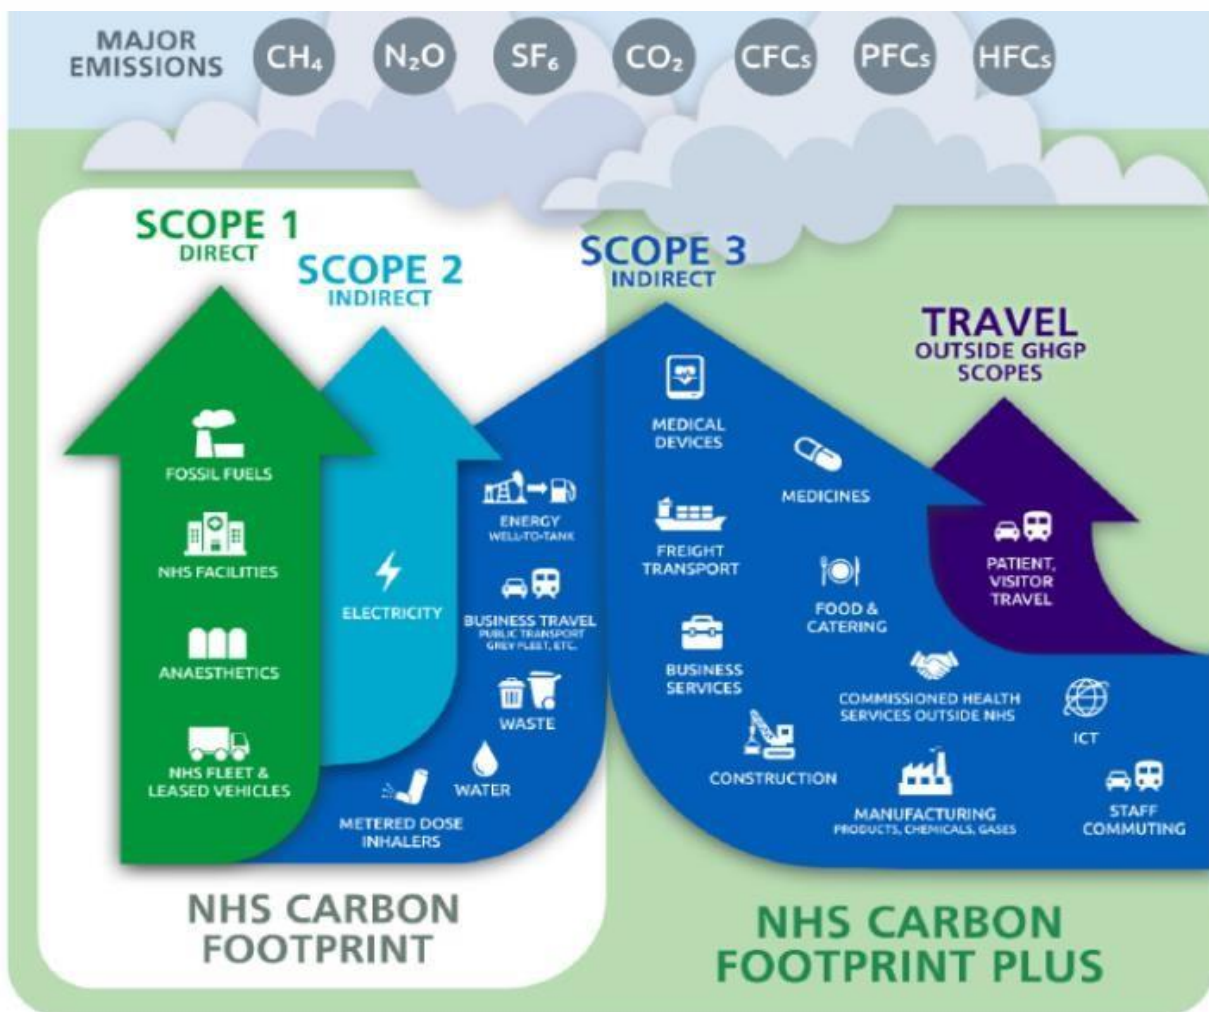 MAJOR
EMISSIONS
CH₄
N₂O
SF₆
CO₂
CFCs
PFCs
HFCs
SCOPE 1
DIRECT
FOSSIL FUELS
NHS FACILITIES
ANAESTHETICS
NHS FLEET &
LEASED VEHICLES
SCOPE 2
INDIRECT
ELECTRICITY
SCOPE 3
INDIRECT
ENERGY
WELL-TO-TANK
BUSINESS TRAVEL
PUBLIC TRANSPORT
GREY FLEET, ETC.
WASTE
WATER
METERED DOSE
INHALERS
MEDICAL
DEVICES
MEDICINES
FREIGHT
TRANSPORT
FOOD &
CATERING
BUSINESS
SERVICES
COMMISSIONED HEALTH
SERVICES OUTSIDE NHS
ICT
CONSTRUCTION
MANUFACTURING
PRODUCTS, CHEMICALS, GASES
STAFF
COMMUTING
TRAVEL
OUTSIDE GHGP
SCOPES
PATIENT,
VISITOR
TRAVEL
NHS CARBON
FOOTPRINT
NHS CARBON
FOOTPRINT PLUS